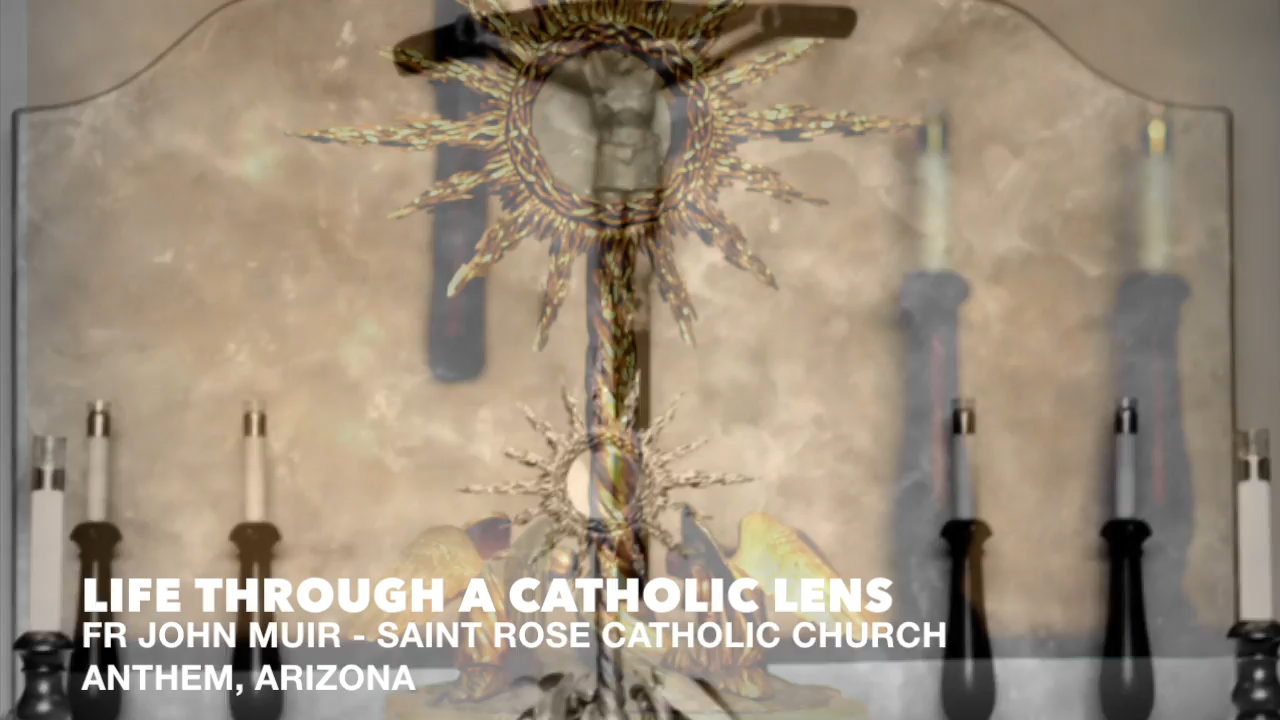 LIFE THROUGH A CATHOLIC LENS
FR JOHN MUIR - SAINT ROSE CATHOLIC CHURCH
ANTHEM, ARIZONA